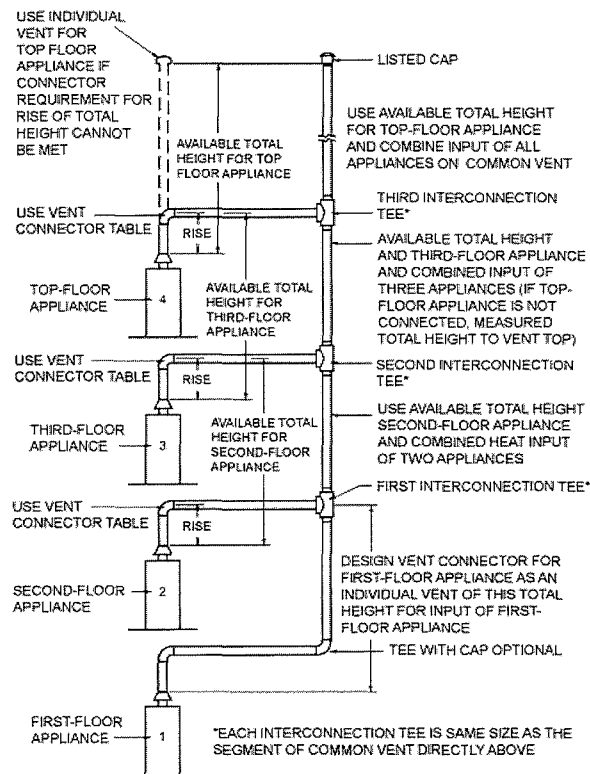 USE INDIVIDUAL
VENT FOR
TOP FLOOR
APPLIANCE IF
CONNECTOR
REQUIREMENT FOR
RISE OF TOTAL
HEIGHT CANNOT
BE MET
LISTED CAP
USE AVAILABLE TOTAL HEIGHT
FOR TOP-FLOOR APPLIANCE
AND COMBINE INPUT OF ALL
APPLIANCES ON COMMON VENT
AVAILABLE TOTAL
HEIGHT FOR TOP
FLOOR APPLIANCE
THIRD INTERCONNECTION
TEE*
USE VENT
CONNECTOR TABLE
RISE
AVAILABLE TOTAL HEIGHT
AND THIRD-FLOOR APPLIANCE
AND COMBINED INPUT OF
THREE APPLIANCES (IF TOP-
FLOOR APPLIANCE IS NOT
CONNECTED, MEASURED
TOTAL HEIGHT TO VENT TOP)
TOP-FLOOR
APPLIANCE
4
AVAILABLE TOTAL
HEIGHT FOR
THIRD-FLOOR
APPLIANCE
USE VENT
CONNECTOR TABLE
RISE
SECOND INTERCONNECTION
TEE*
THIRD-FLOOR
APPLIANCE
3
AVAILABLE TOTAL
HEIGHT FOR
SECOND-FLOOR
APPLIANCE
USE AVAILABLE TOTAL HEIGHT
SECOND-FLOOR APPLIANCE
AND COMBINED HEAT INPUT
OF TWO APPLIANCES
FIRST INTERCONNECTION TEE*
USE VENT
CONNECTOR TABLE
RISE
SECOND-FLOOR
APPLIANCE
2
DESIGN VENT CONNECTOR FOR
FIRST-FLOOR APPLIANCE AS AN
INDIVIDUAL VENT OF THIS TOTAL
HEIGHT FOR INPUT OF FIRST-
FLOOR APPLIANCE
TEE WITH CAP OPTIONAL
FIRST-FLOOR
APPLIANCE
1
*EACH INTERCONNECTION TEE IS SAME SIZE AS THE
SEGMENT OF COMMON VENT DIRECTLY ABOVE